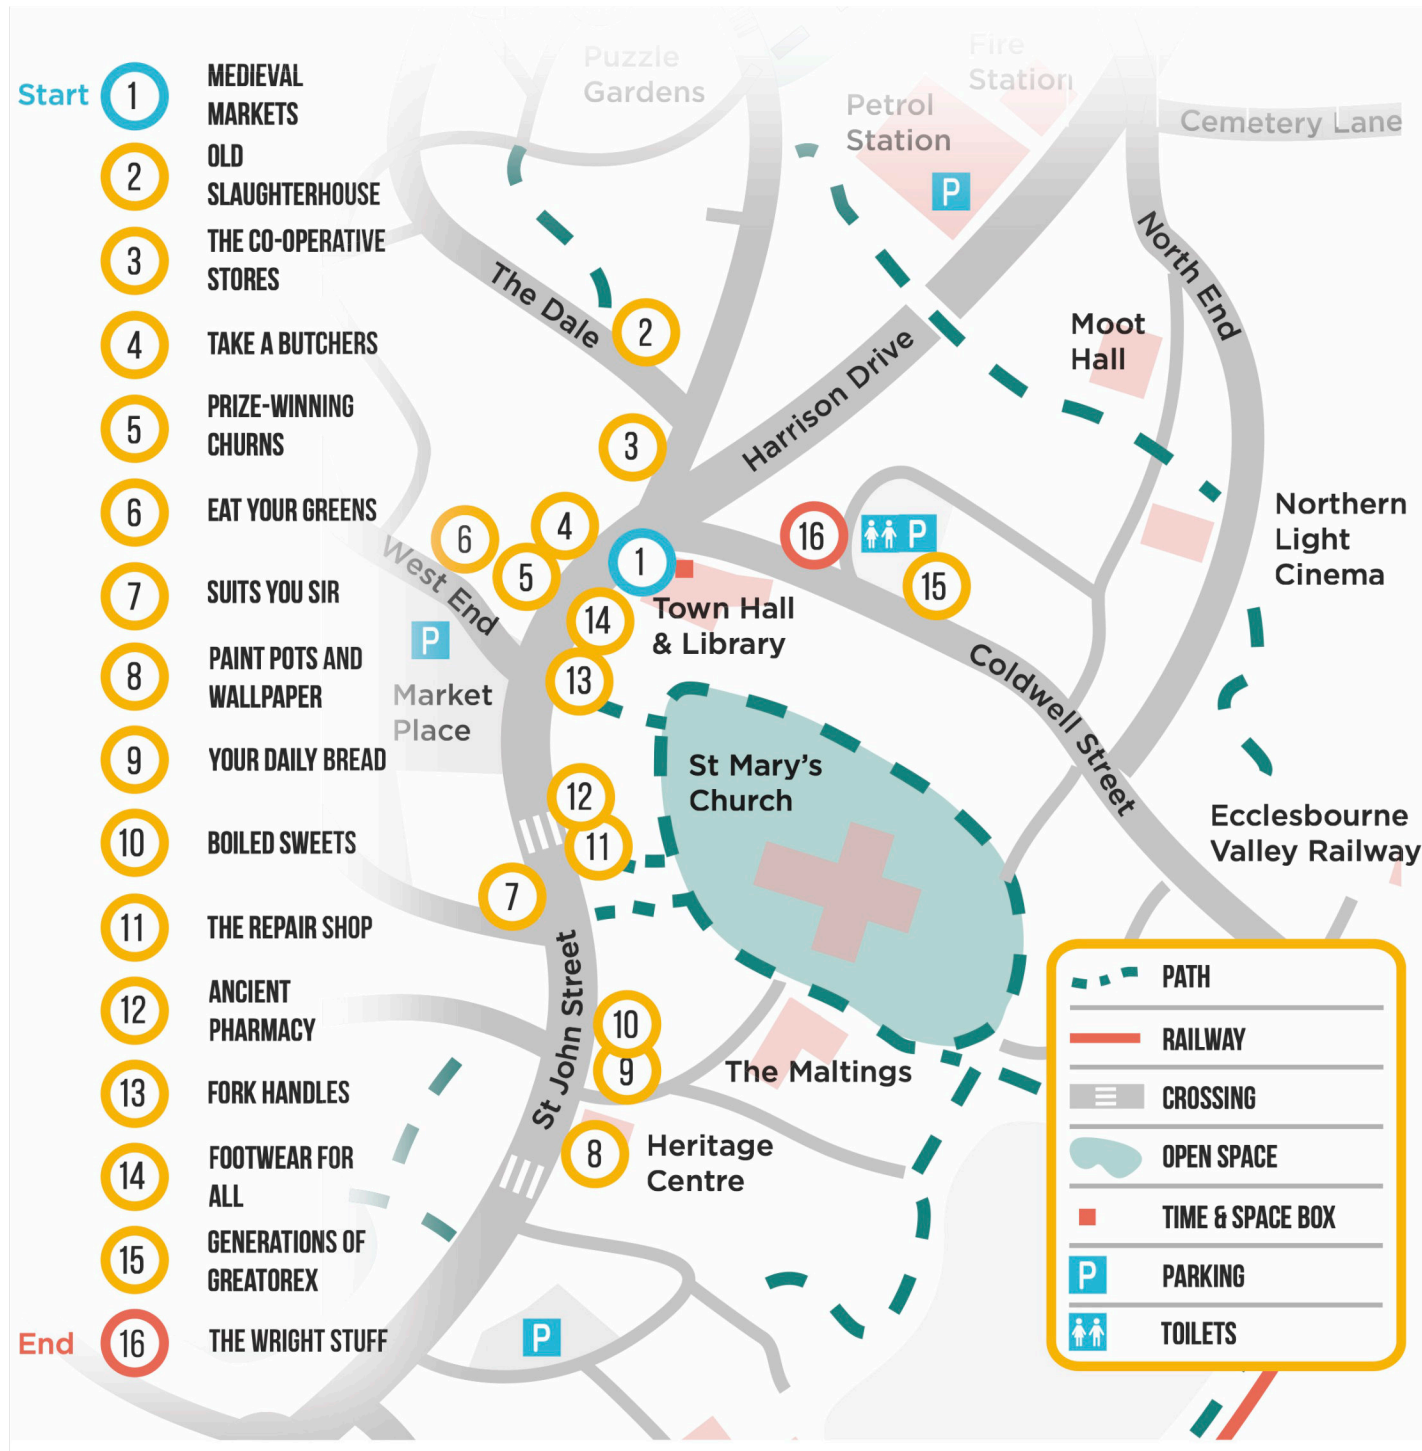 Start
1
MEDIEVAL
MARKETS
2
OLD
SLAUGHTERHOUSE
3
THE CO-OPERATIVE
STORES
4
TAKE A BUTCHERS
5
PRIZE-WINNING
CHURNS
6
EAT YOUR GREENS
7
SUITS YOU SIR
8
PAINT POTS AND
WALLPAPER
9
YOUR DAILY BREAD
10
BOILED SWEETS
11
THE REPAIR SHOP
12
ANCIENT
PHARMACY
13
FORK HANDLES
14
FOOTWEAR FOR
ALL
15
GENERATIONS OF
GREATOREX
End
16
THE WRIGHT STUFF
Puzzle
Gardens
Fire
Station
Petrol
Station
P
Cemetery Lane
North End
The Dale
2
Moot
Hall
Harrison Drive
3
Northern
Light
Cinema
4
6
5
1
16
P
15
West End
14
Town Hall
& Library
P
13
Market
Place
Coldwell Street
St Mary's
Church
12
11
7
Ecclesbourne
Valley Railway
St John Street
10
9
The Maltings
8
Heritage
Centre
P
PATH
RAILWAY
CROSSING
OPEN SPACE
TIME & SPACE BOX
P
PARKING
TOILETS